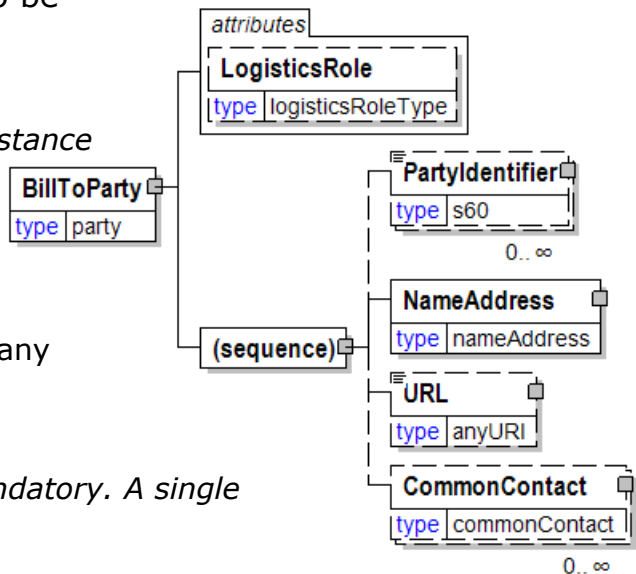 be
attributes
LogisticsRole
type logisticsRoleType
stance
BillToParty
type party
PartyIdentifier
type s60
0.. ∞
NameAddress
type nameAddress
any
(sequence)
URL
type anyURI
ndatory. A single
CommonContact
type commonContact
0.. ∞